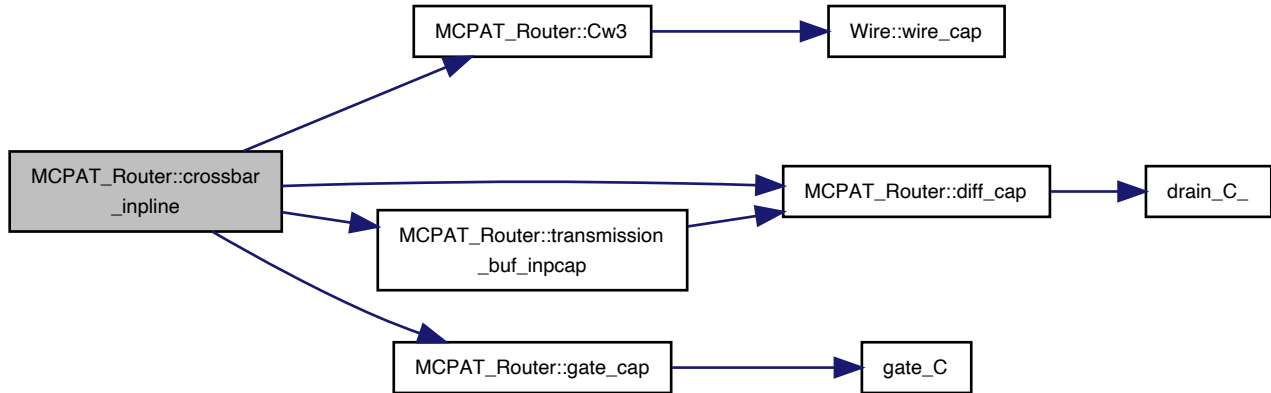 MCPAT_Router::Cw3
Wire::wire_cap
MCPAT_Router::crossbar
_inpline
MCPAT_Router::diff_cap
drain_C_
MCPAT_Router::transmission
_buf_inpcap
MCPAT_Router::gate_cap
gate_C